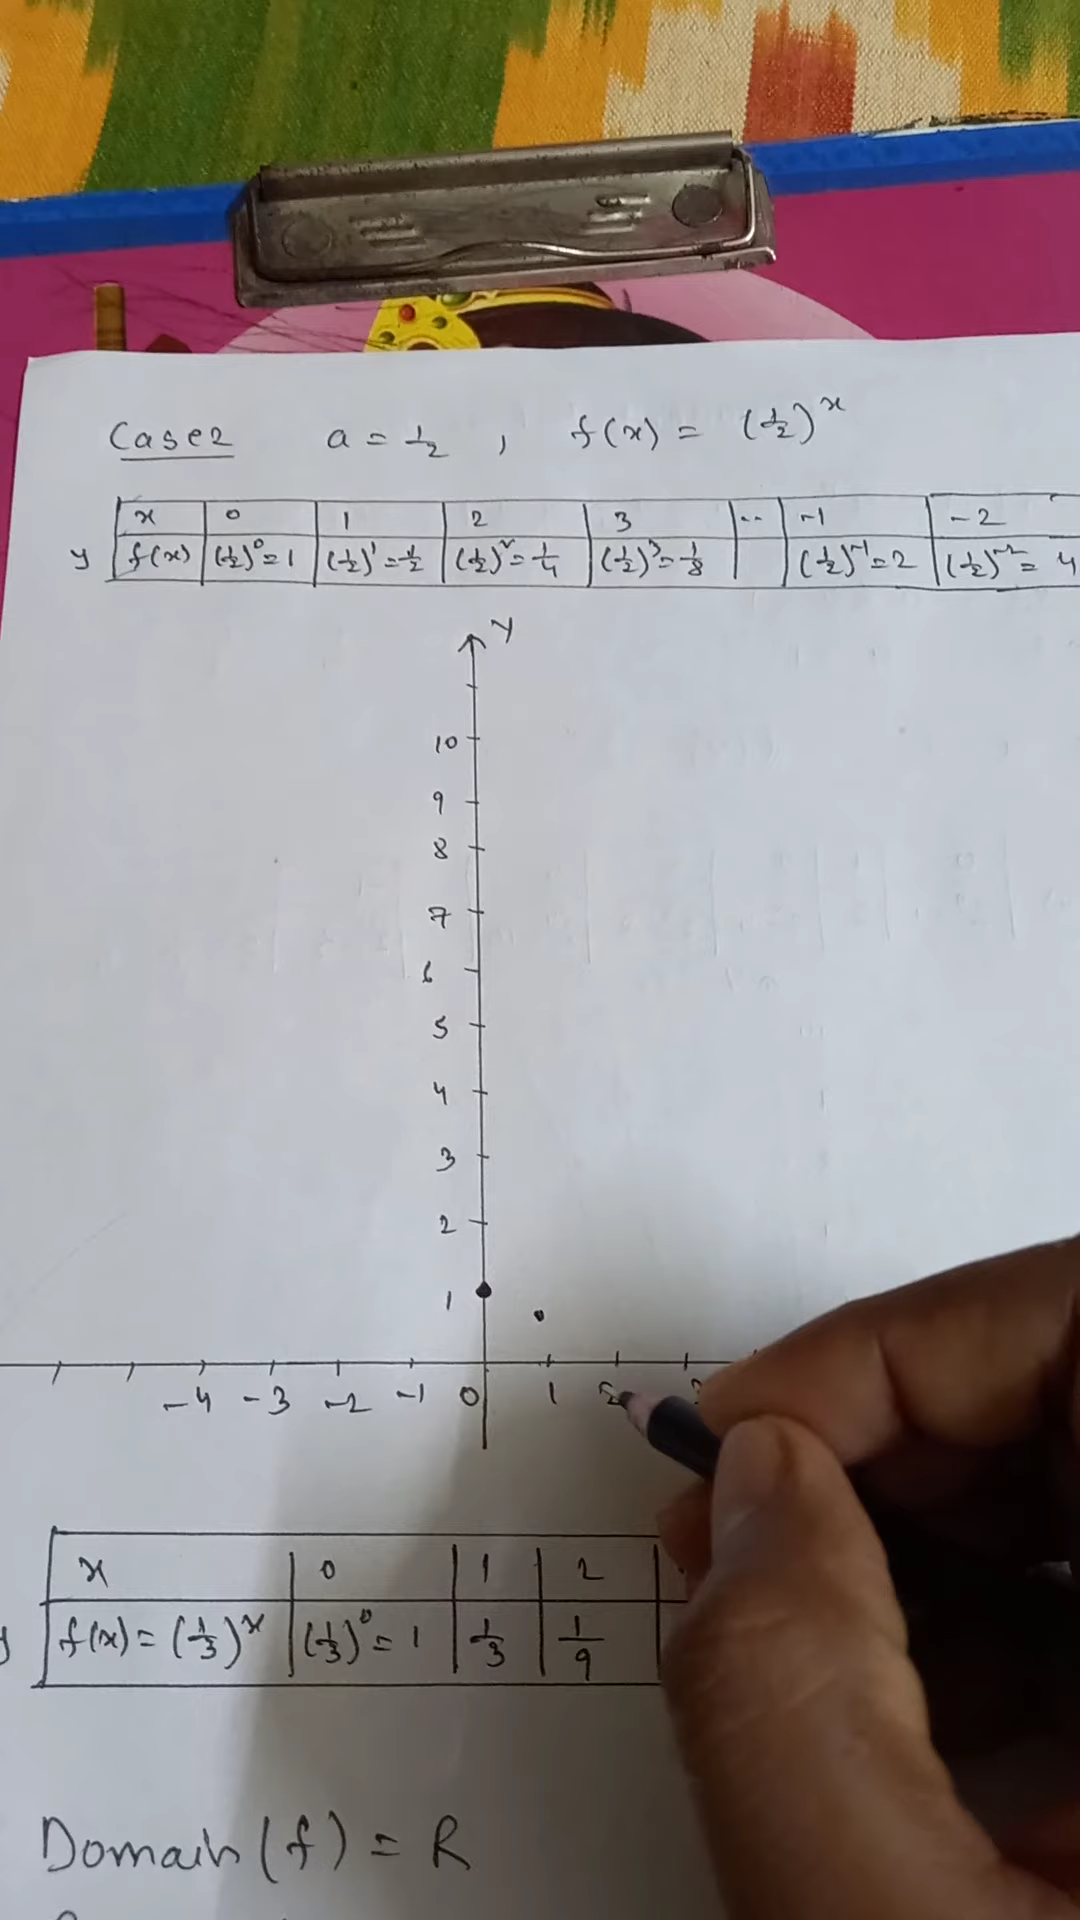 Case2 a = 1/2 , f(x) = (1/2)^x
x 0 1 2 3 .. -1 -2
y f(x) (1/2)^0 = 1 (1/2)^1 = 1/2 (1/2)^2 = 1/4 (1/2)^3 = 1/8 (1/2)^-1 = 2 (1/2)^-2 = 4
y
10
9
8
7
6
5
4
3
2
1
-4 -3 -2 -1 0 1 2
x 0 1 2
f(x) = (1/3)^x (1/3)^0 = 1 1/3 1/9
Domain (f) = R